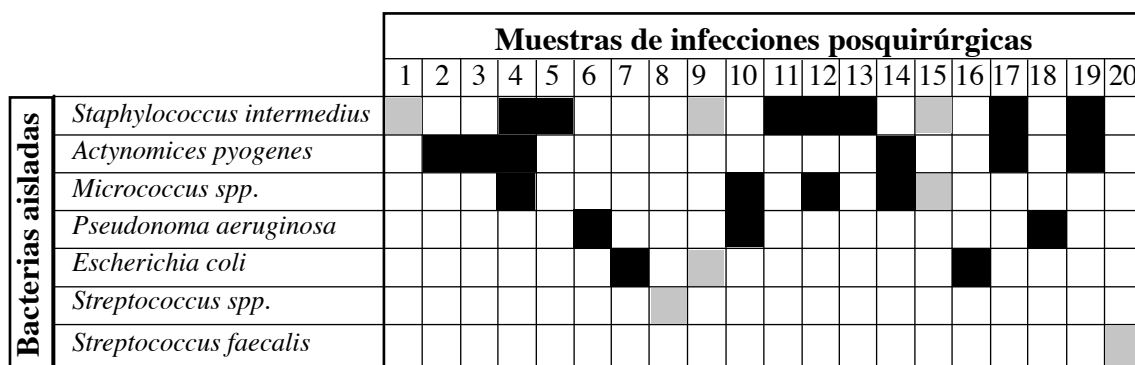 Muestras de infecciones posquirúrgicas
1 2 3 4 5 6 7 8 9 10 11 12 13 14 15 16 17 18 19 20
Bacterias aisladas
Staphylococcus intermedius
Actynomices pyogenes
Micrococcus spp.
Pseudonoma aeruginosa
Escherichia coli
Streptococcus spp.
Streptococcus faecalis